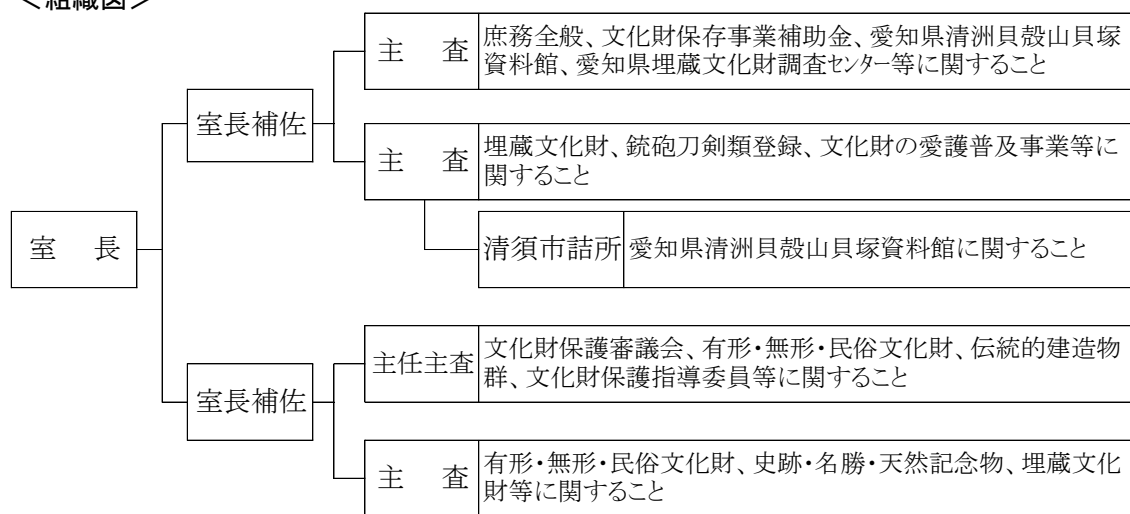 ＜組織図＞
主　査
庶務全般、文化財保存事業補助金、愛知県清洲貝殻山貝塚
資料館、愛知県埋蔵文化財調査ｾﾝﾀｰ等に関すること
室長補佐
主　査
埋蔵文化財、銃砲刀剣類登録、文化財の愛護普及事業等に
関すること
室　長
清須市詰所
愛知県清洲貝殻山貝塚資料館に関すること
主任主査
文化財保護審議会、有形・無形・民俗文化財、伝統的建造物
群、文化財保護指導委員等に関すること
室長補佐
主　査
有形・無形・民俗文化財、史跡・名勝・天然記念物、埋蔵文化
財等に関すること